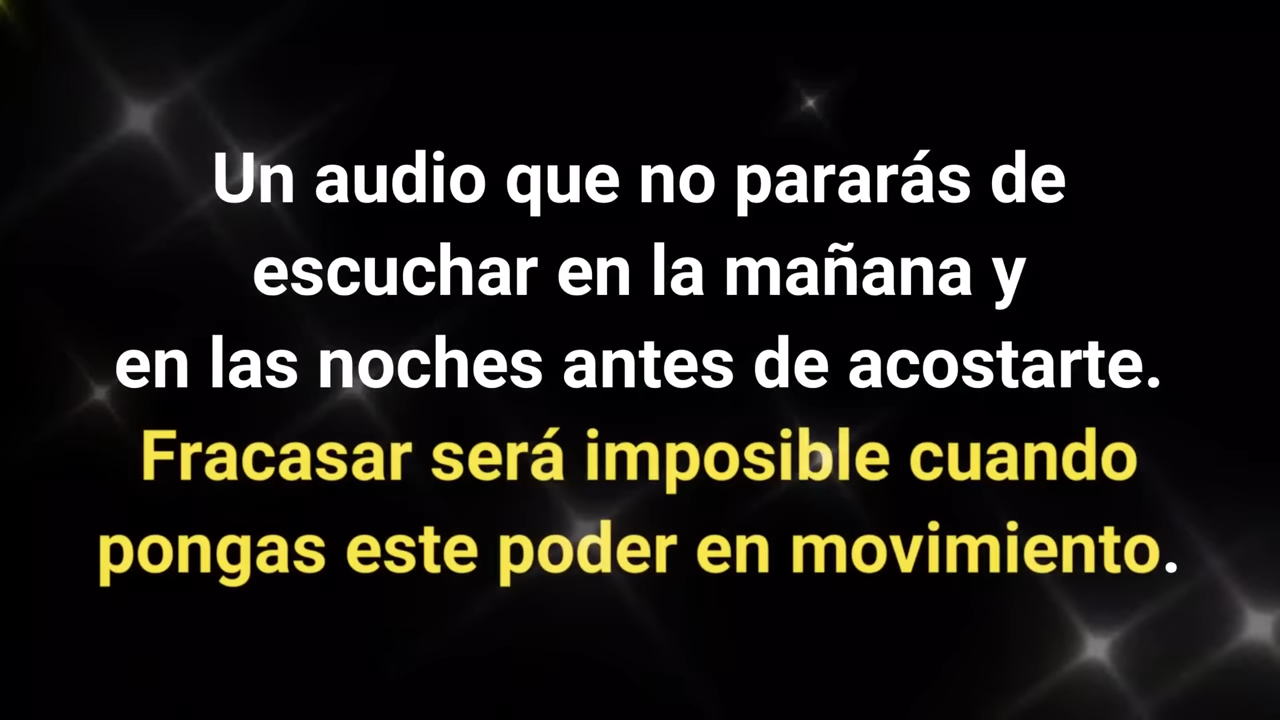 Un audio que no pararás de
escuchar en la mañana y
en las noches antes de acostarte.
Fracasar será imposible cuando
pongas este poder en movimiento.